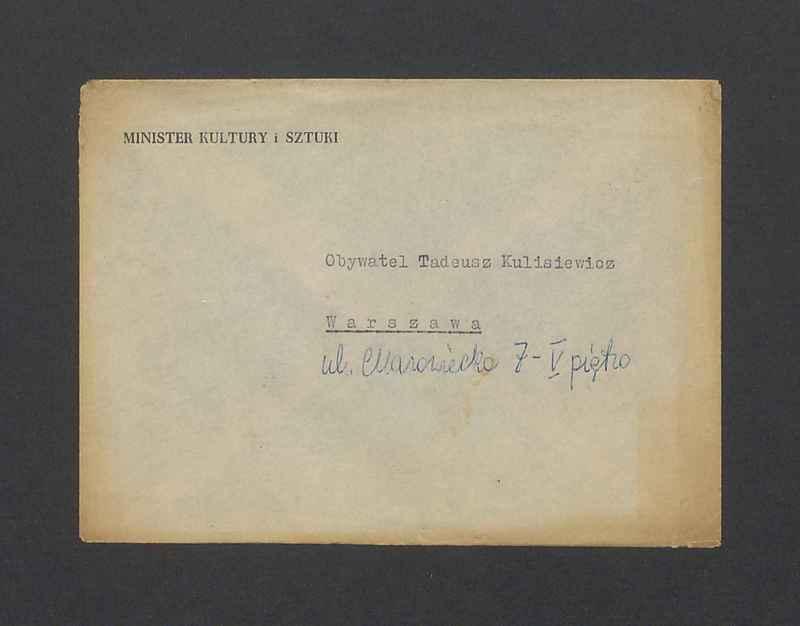 MINISTER KULTURY i SZTUKI
Obywatel Tadeusz Kulisiewicz
Warszawa
ul. Mazowiecka 7 - V piętro